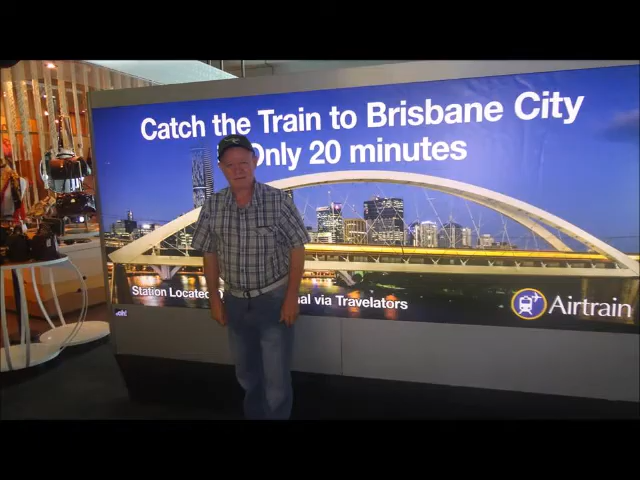 Catch the Train to Brisbane City
Only 20 minutes
Station Located al via Travelators
Airtrain